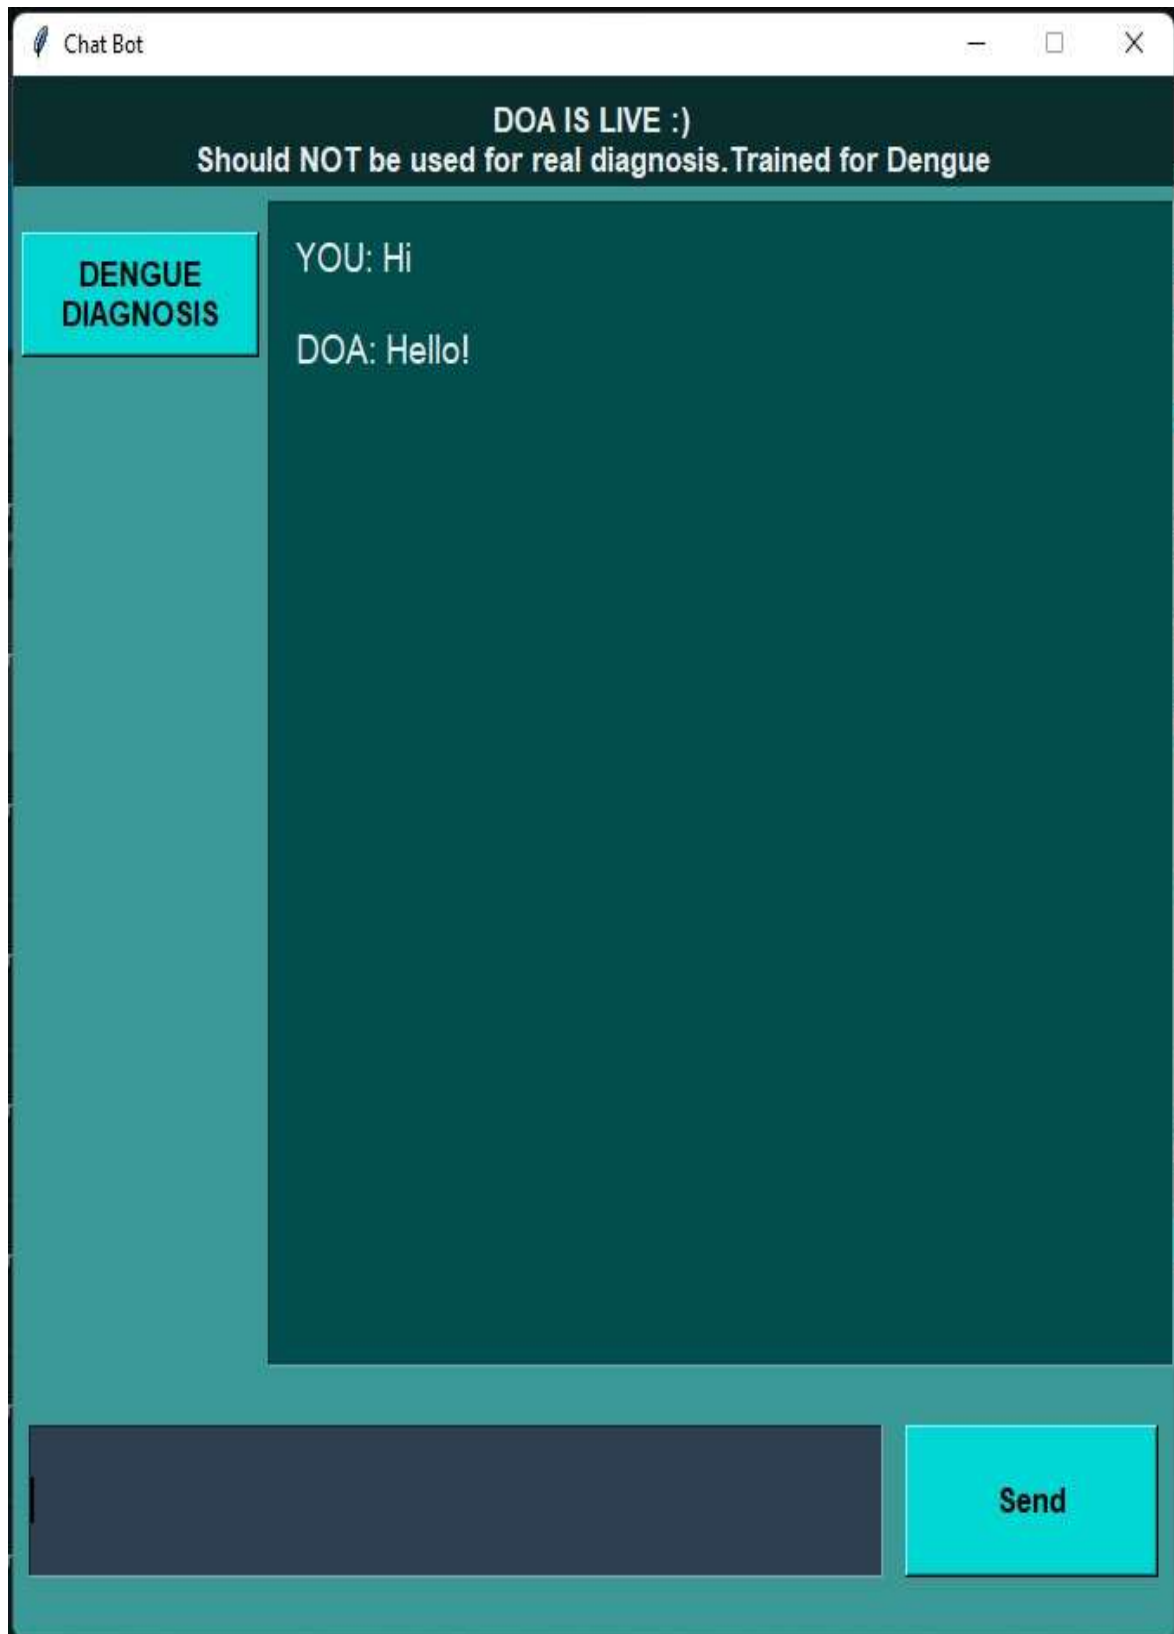 Chat Bot
DOA IS LIVE :)
Should NOT be used for real diagnosis.Trained for Dengue
DENGUE
DIAGNOSIS
YOU: Hi
DOA: Hello!
Send